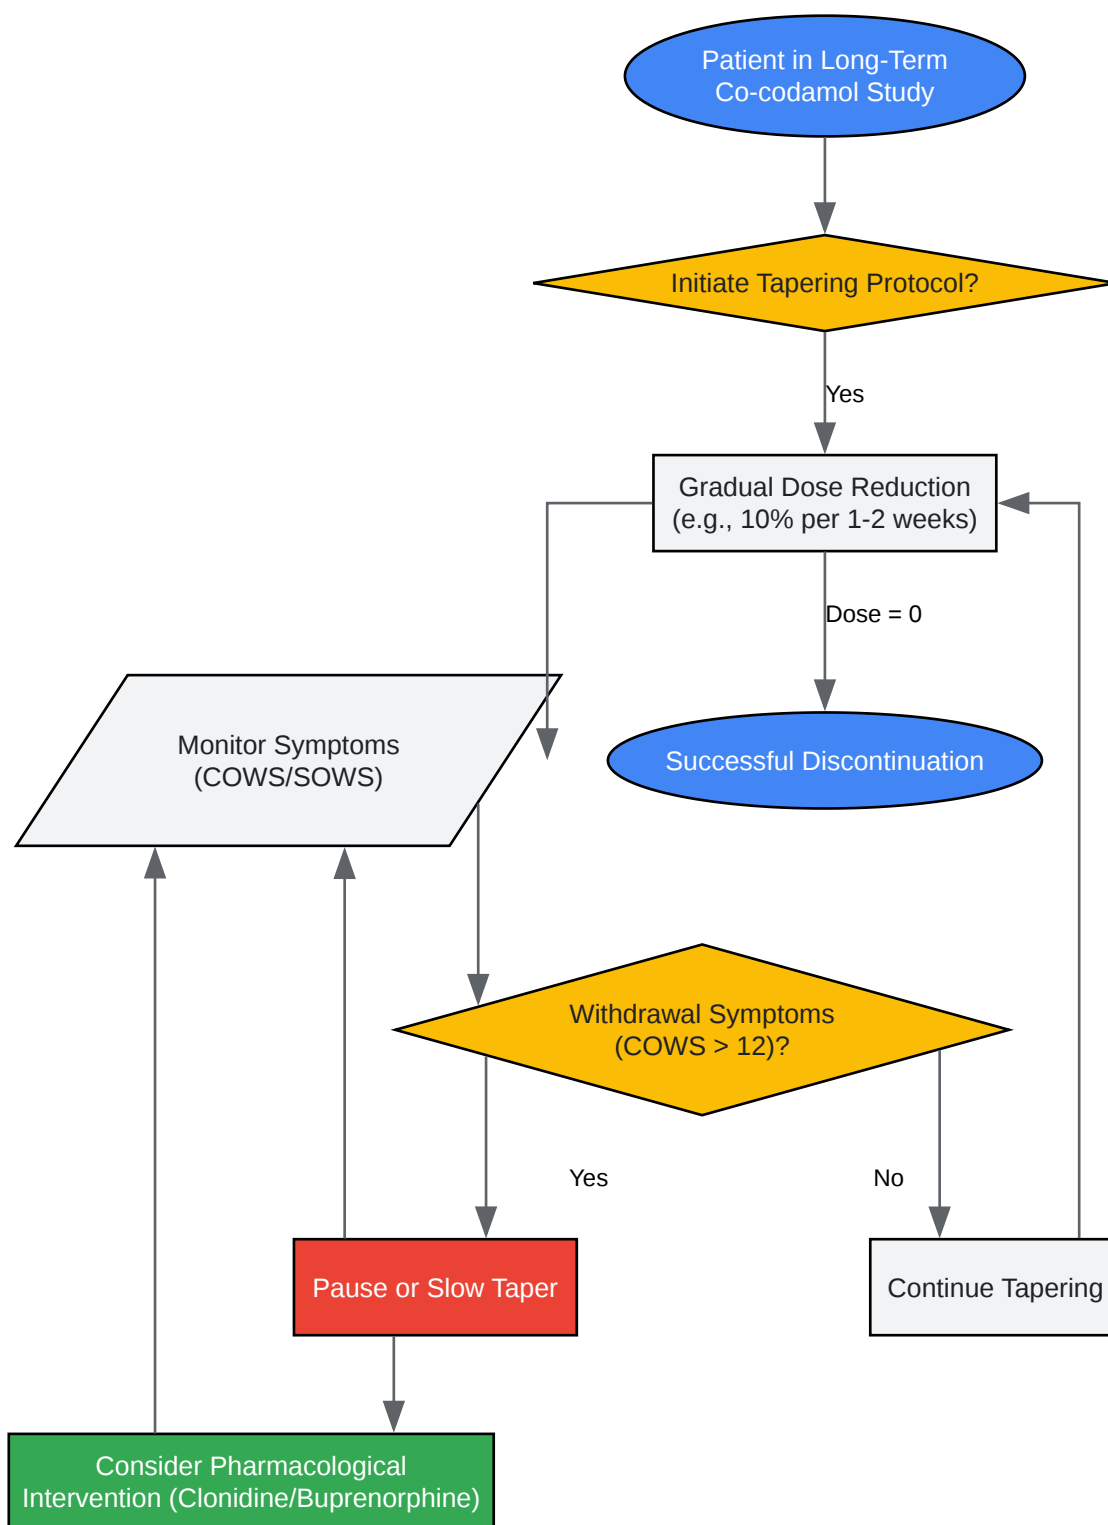 Patient in Long-Term
Co-codamol Study
Initiate Tapering Protocol?
Yes
Gradual Dose Reduction
(e.g., 10% per 1-2 weeks)
Dose = 0
Monitor Symptoms
(COWS/SOWS)
Successful Discontinuation
Withdrawal Symptoms
(COWS > 12)?
Yes
No
Pause or Slow Taper
Continue Tapering
Consider Pharmacological
Intervention (Clonidine/Buprenorphine)